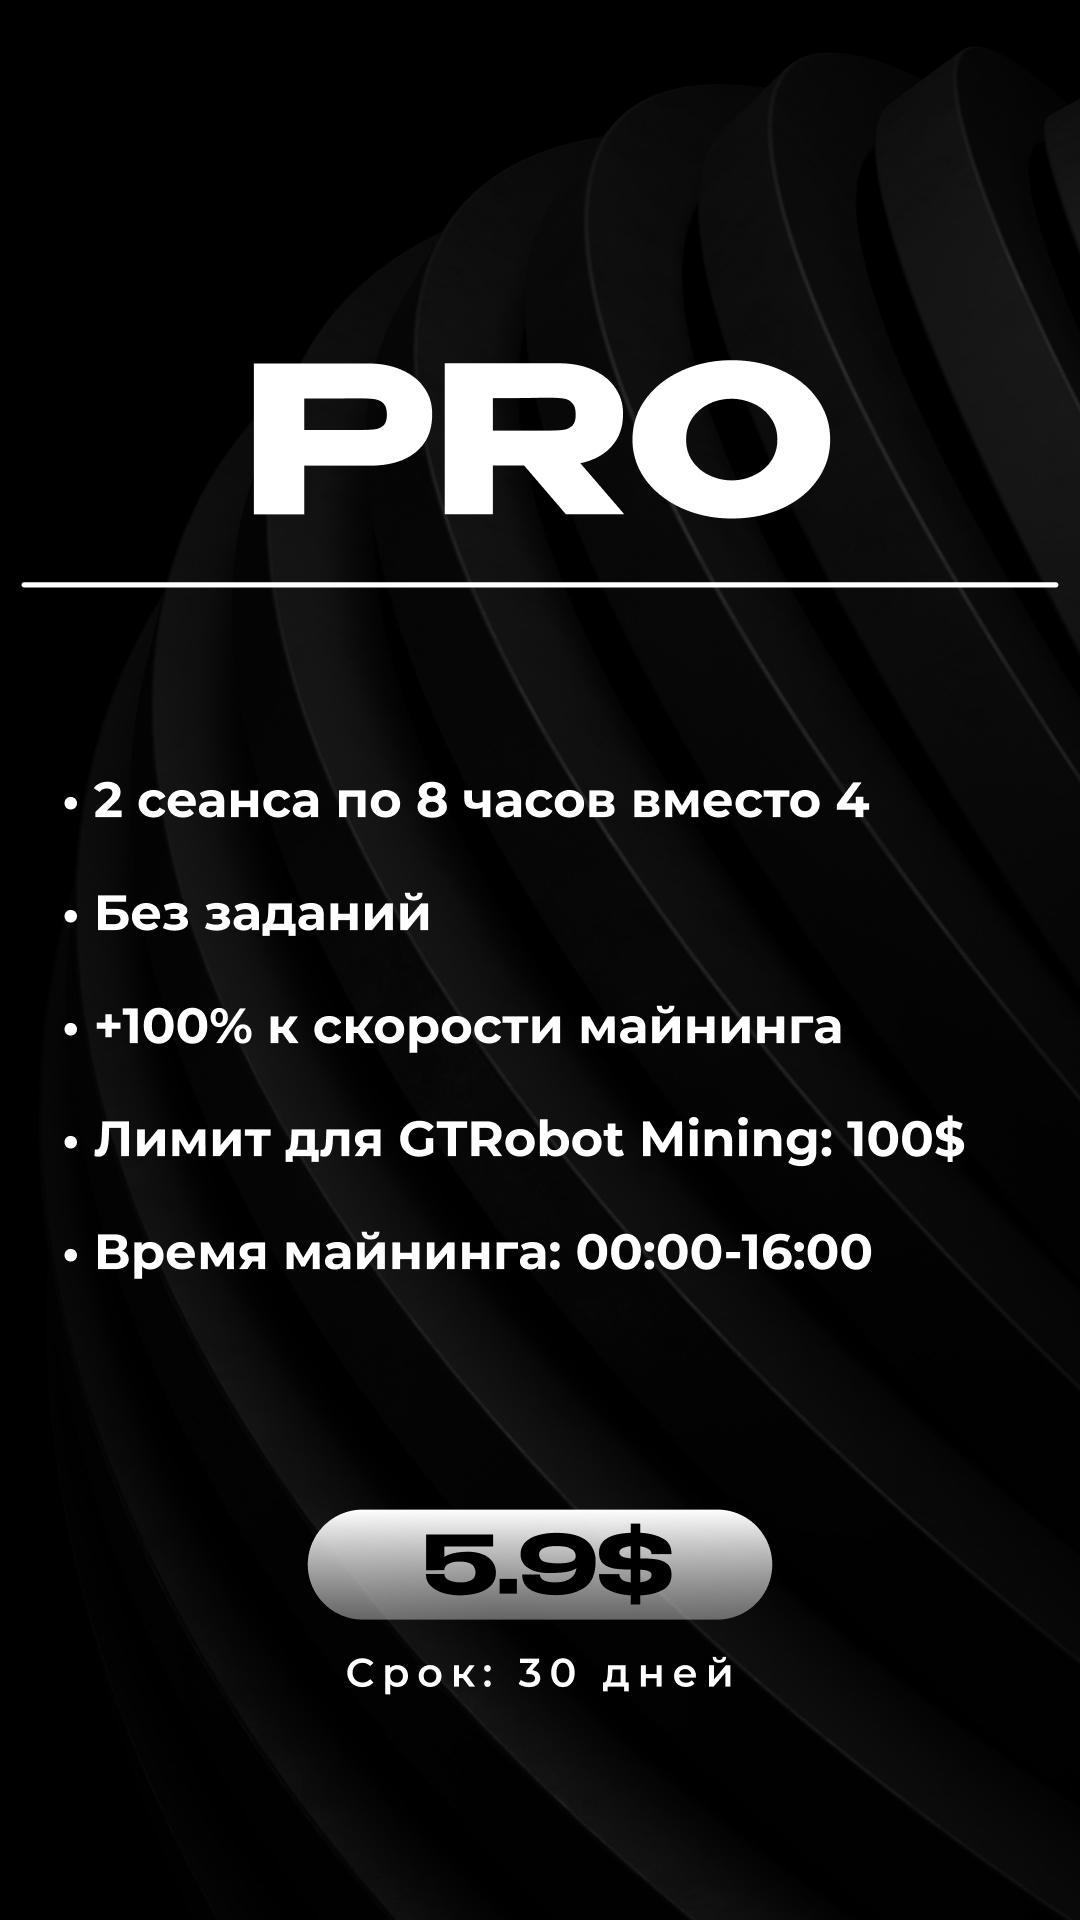 PRO
• 2 сеанса по 8 часов вместо 4
• Без заданий
• +100% к скорости майнинга
• Лимит для GTRobot Mining: 100$
• Время майнинга: 00:00-16:00
5.9$
Срок: 30 дней